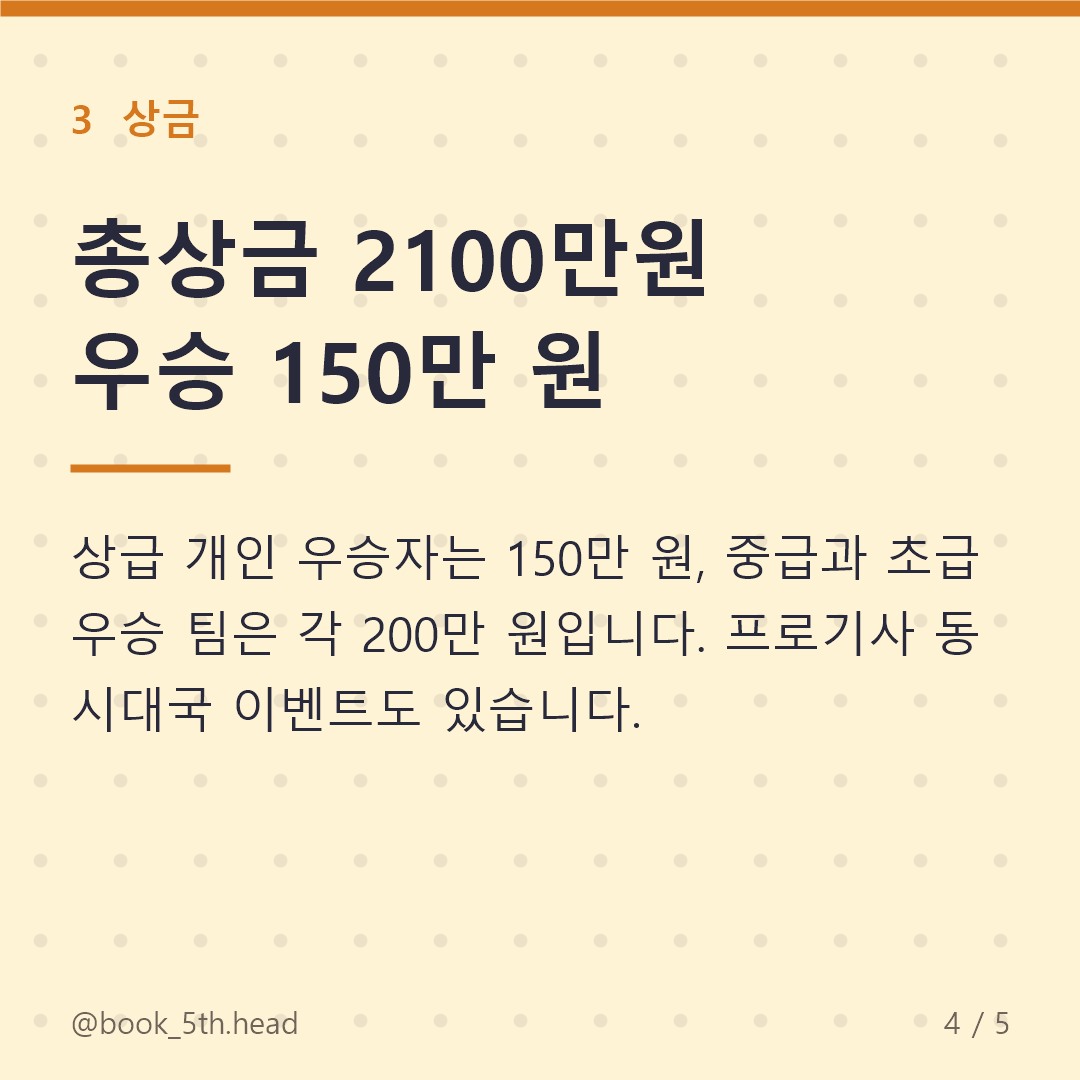 3 상금
총상금 2100만원
우승 150만 원
상급 개인 우승자는 150만 원, 중급과 초급
우승 팀은 각 200만 원입니다. 프로기사 동
시대국 이벤트도 있습니다.
@book_5th.head
4 / 5